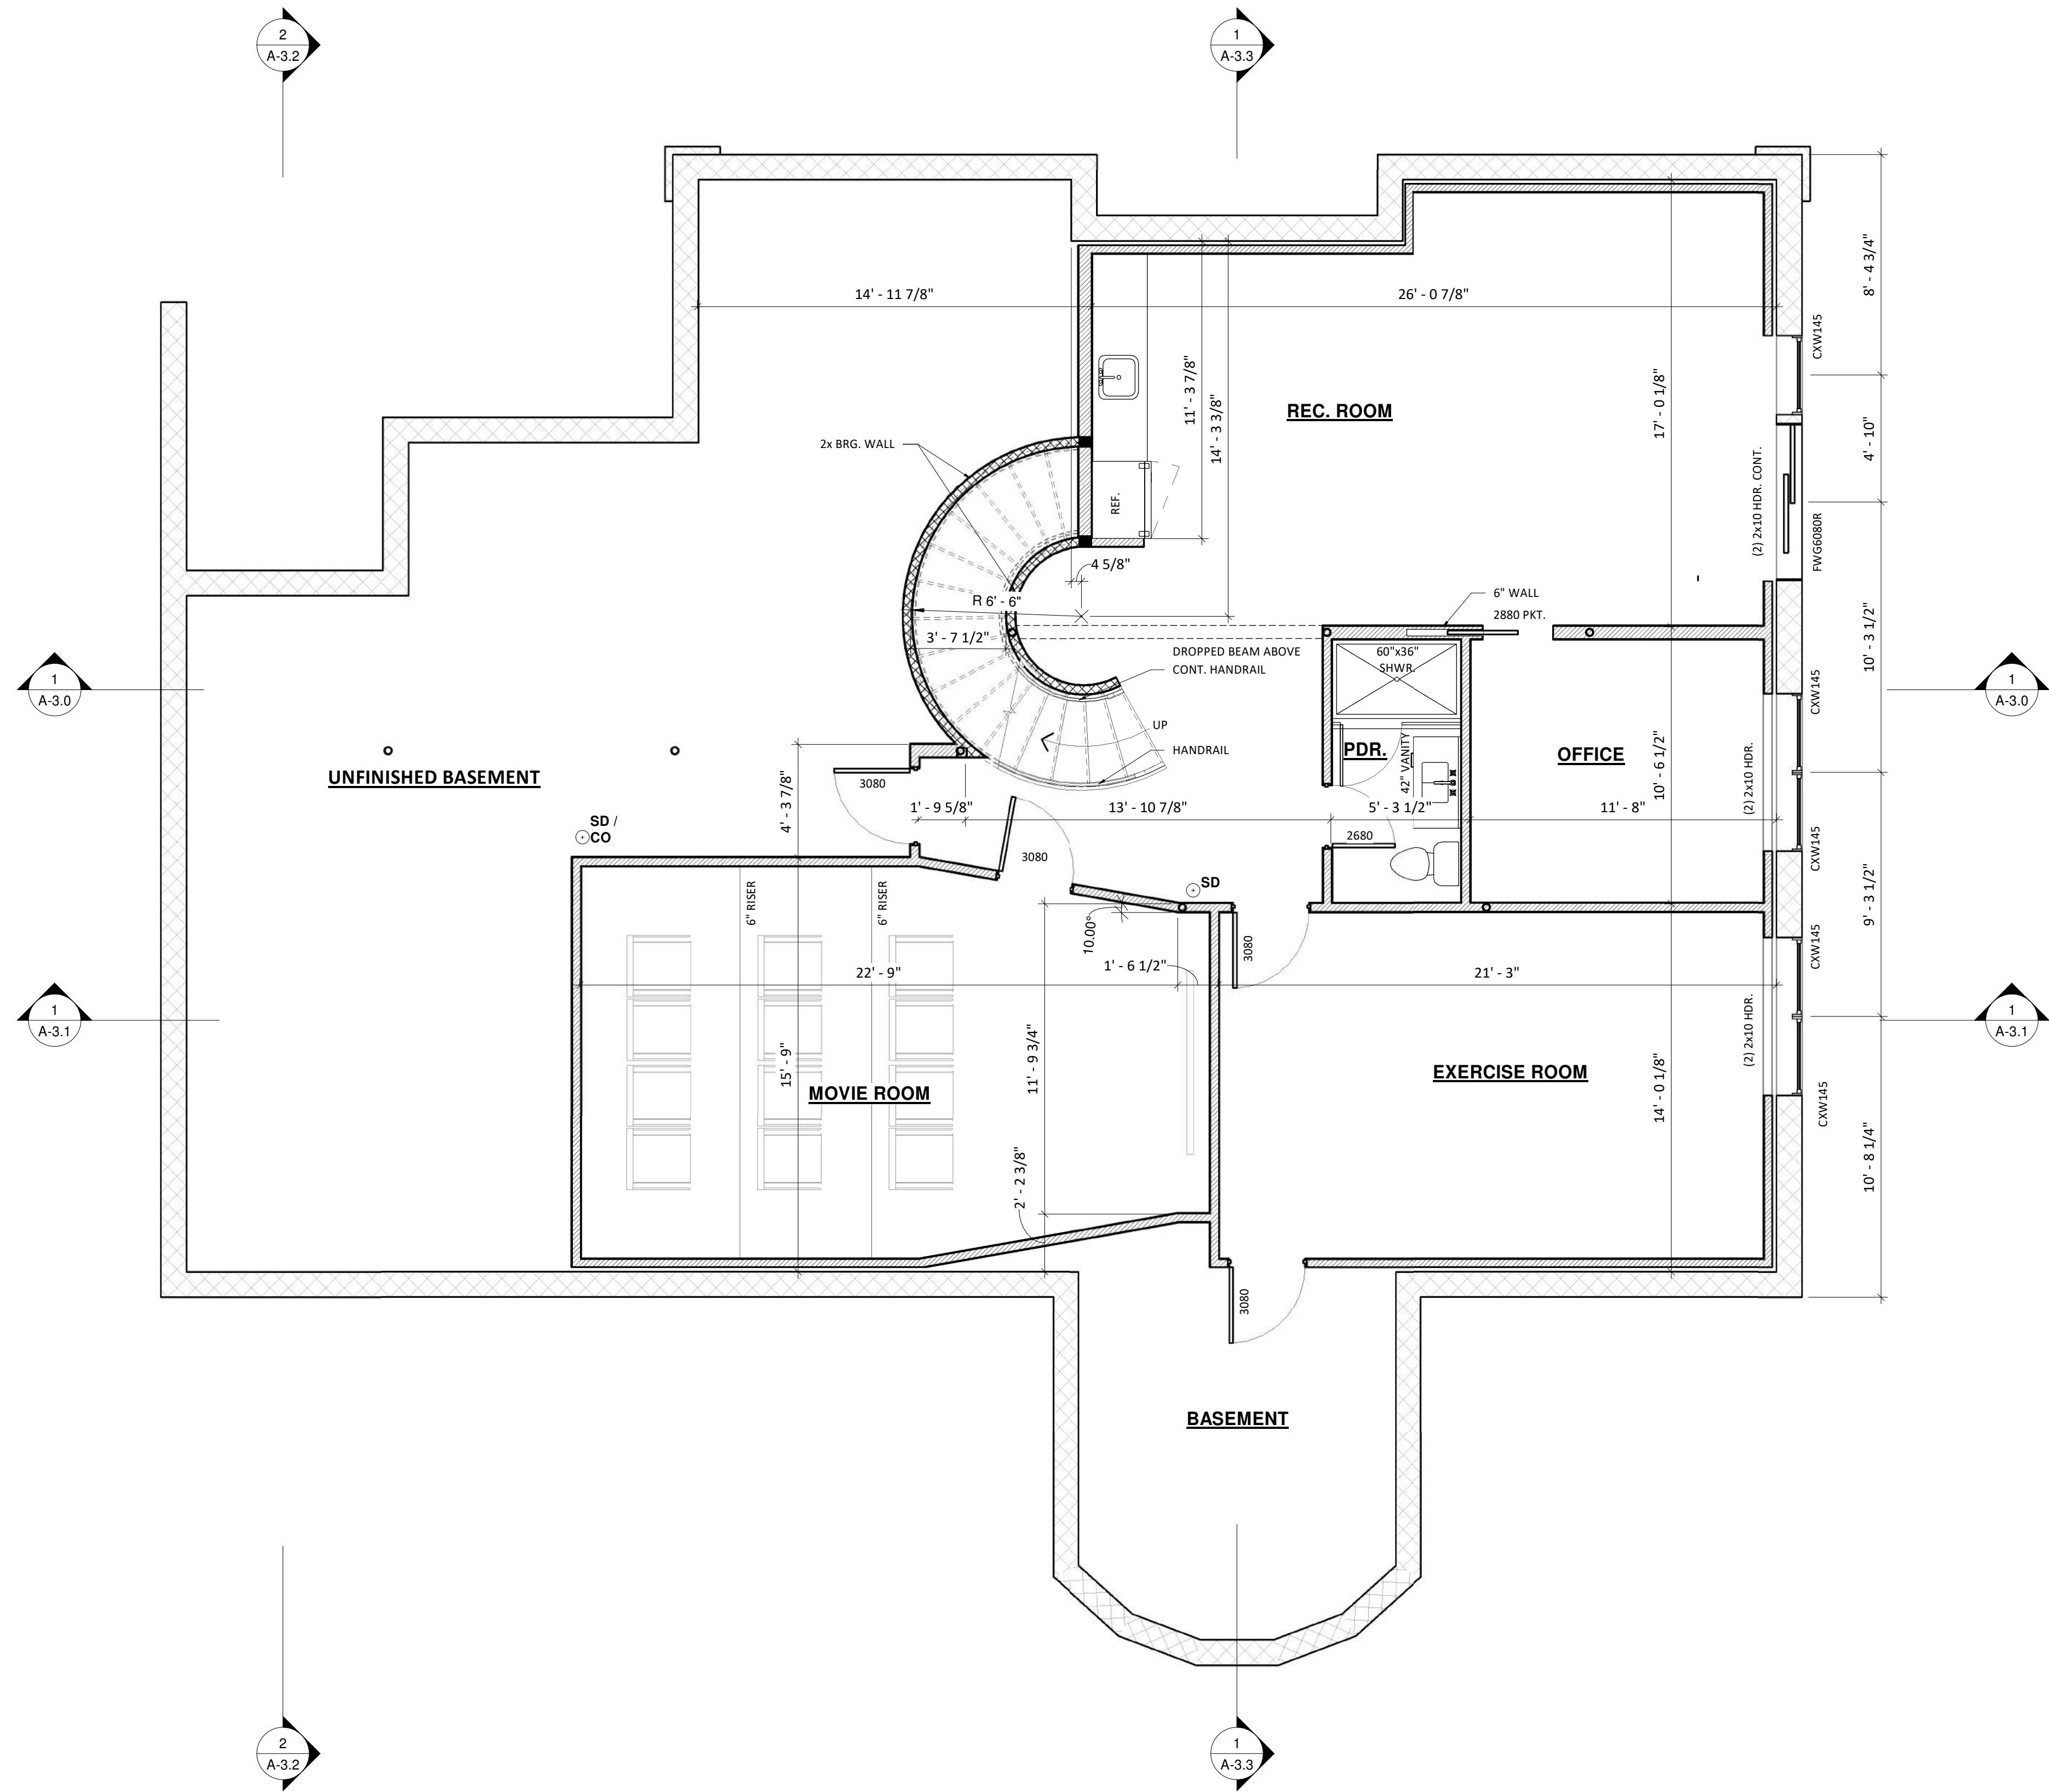 2
A-3.2
1
A-3.3
14' - 11 7/8"
26' - 0 7/8"
8' - 4 3/4"
CXW145
11' - 3 7/8"
14' - 3 3/8"
17' - 0 1/8"
REC. ROOM
4' - 10"
2x BRG. WALL
REF.
(2) 2x10 HDR. CONT.
FWG6080R
4 5/8"
R 6' - 6"
3' - 7 1/2"
6" WALL
2880 PKT.
10' - 3 1/2"
DROPPED BEAM ABOVE
CONT. HANDRAIL
60"x36"
SHWR.
1
A-3.0
1
A-3.0
CXW145
UP
HANDRAIL
PDR.
42" VANITY
OFFICE
10' - 6 1/2"
(2) 2x10 HDR.
UNFINISHED BASEMENT
3080
4' - 3 7/8"
1' - 9 5/8"
13' - 10 7/8"
5' - 3 1/2"
11' - 8"
SD /
CO
2680
3080
CXW145
6" RISER
6" RISER
SD
9' - 3 1/2"
10.00°
3080
CXW145
22' - 9"
1' - 6 1/2"
21' - 3"
1
A-3.1
1
A-3.1
(2) 2x10 HDR.
15' - 9"
11' - 9 3/4"
MOVIE ROOM
EXERCISE ROOM
14' - 0 1/8"
CXW145
2' - 2 3/8"
10' - 8 1/4"
3080
BASEMENT
2
A-3.2
1
A-3.3